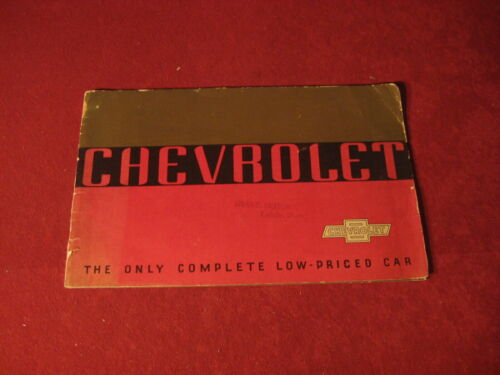 CHEVROLET
CHEVROLET
THE ONLY COMPLETE LOW-PRICED CAR